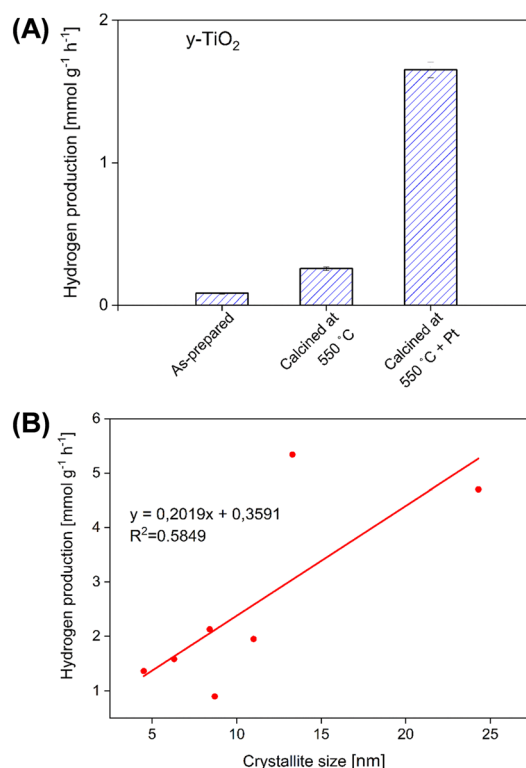 (A)
y-TiO₂
Hydrogen production [mmol g⁻¹ h⁻¹]
2
1
0
As-prepared
Calcined at
550 ˚C
Calcined at
550 ˚C + Pt
(B)
Hydrogen production [mmol g⁻¹ h⁻¹]
6
5
4
3
2
1
y = 0,2019x + 0,3591
R²=0.5849
5 10 15 20 25
Crystallite size [nm]